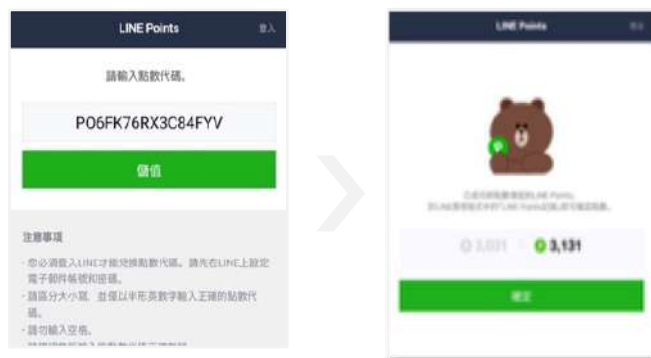 LINE Points
登入
請輸入點數代碼。
PO6FK76RX3C84FYV
儲值
注意事項
・您必須登入LINE才能兌換點數代碼。請先在LINE上設定
電子郵件帳號和密碼。
・請區分大小寫，並僅以半形英數字輸入正確的點數代
碼。
・請勿輸入空格。
LINE Points
3,031
3,131
確定